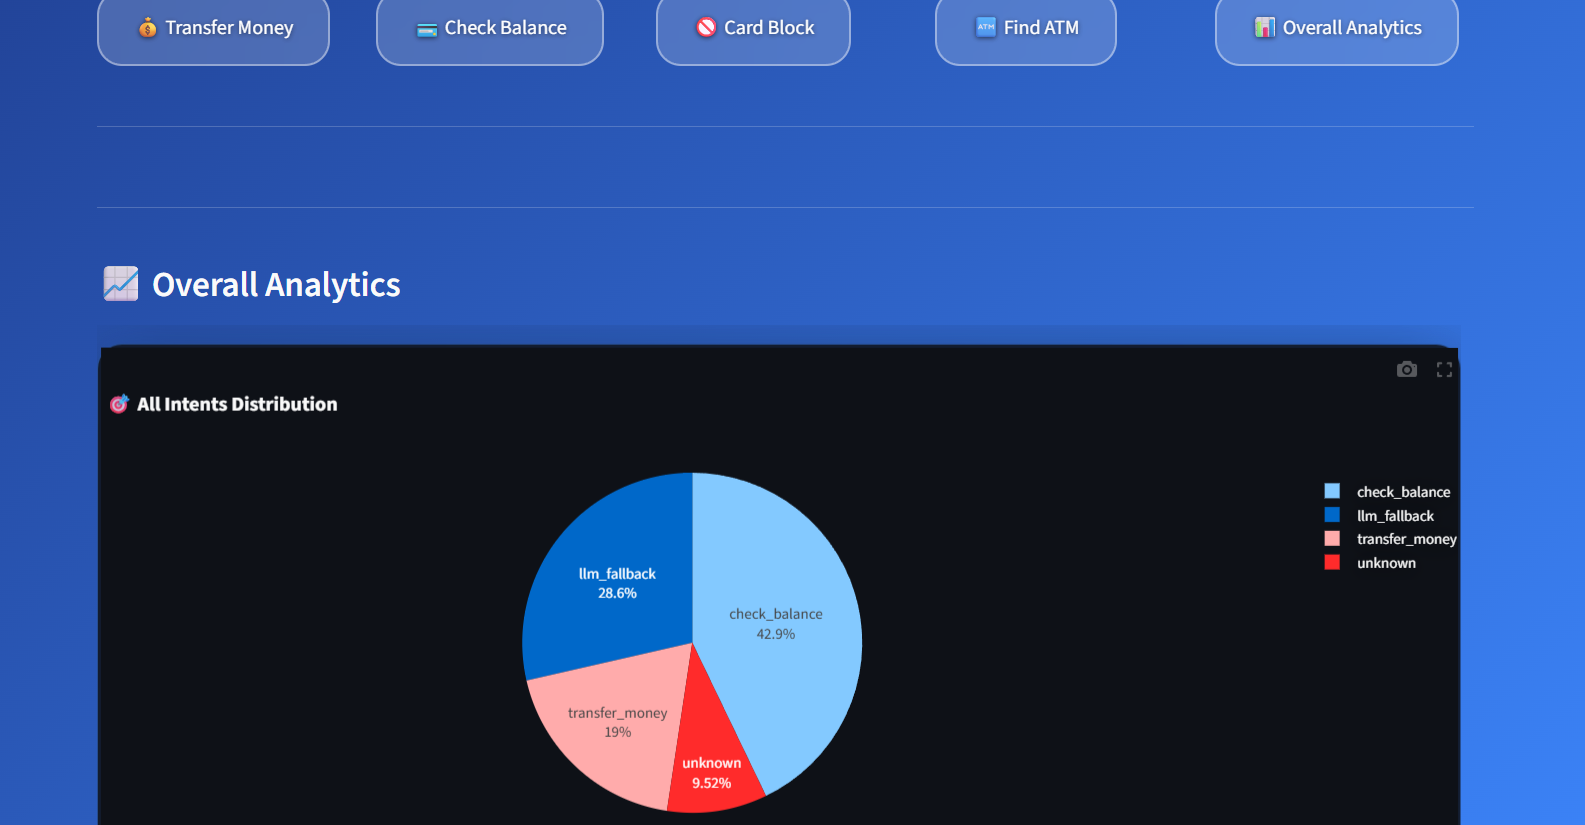 Transfer Money
Check Balance
Card Block
ATM Find ATM
Overall Analytics
Overall Analytics
All Intents Distribution
check_balance
llm_fallback
transfer_money
unknown
llm_fallback
28.6%
check_balance
42.9%
transfer_money
19%
unknown
9.52%